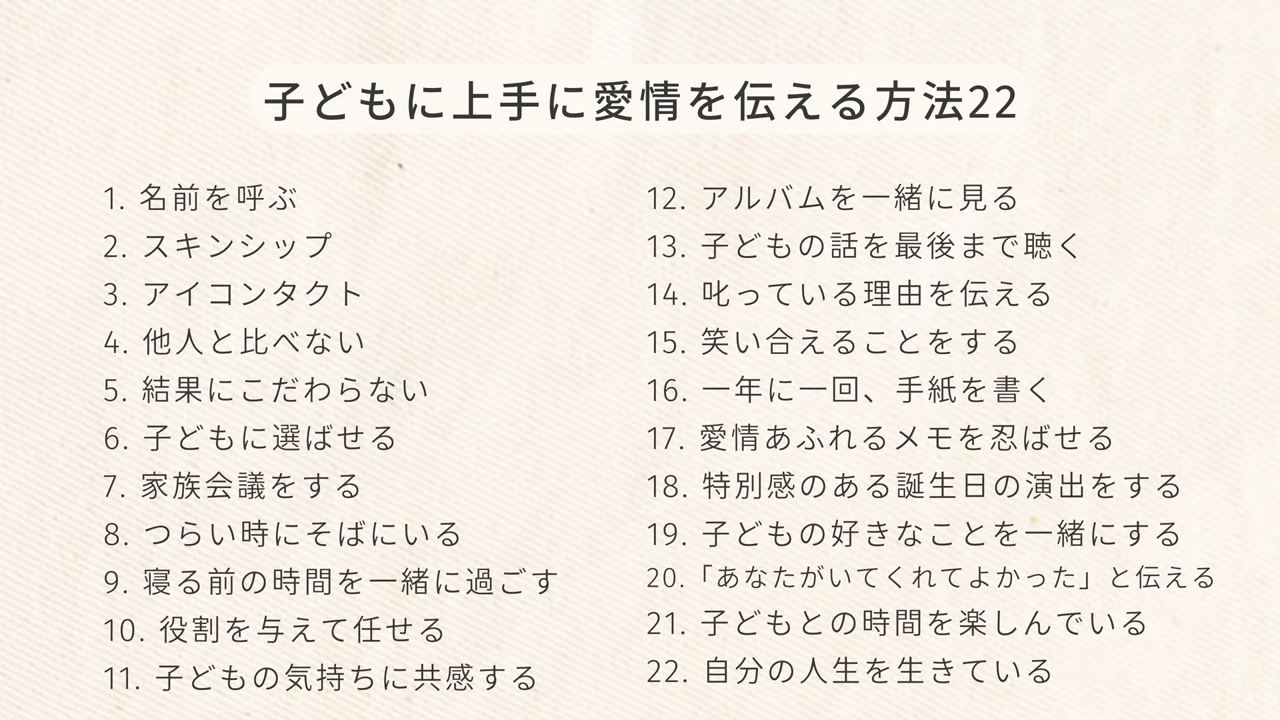 子どもに上手に愛情を伝える方法22
1. 名前を呼ぶ
2. スキンシップ
3. アイコンタクト
4. 他人と比べない
5. 結果にこだわらない
6. 子どもに選ばせる
7. 家族会議をする
8. つらい時にそばにいる
9. 寝る前の時間を一緒に過ごす
10. 役割を与えて任せる
11. 子どもの気持ちに共感する
12. アルバムを一緒に見る
13. 子どもの話を最後まで聴く
14. 叱っている理由を伝える
15. 笑い合えることをする
16. 一年に一回、手紙を書く
17. 愛情あふれるメモを忍ばせる
18. 特別感のある誕生日の演出をする
19. 子どもの好きなことを一緒にする
20.「あなたがいてくれてよかった」と伝える
21. 子どもとの時間を楽しんでいる
22. 自分の人生を生きている